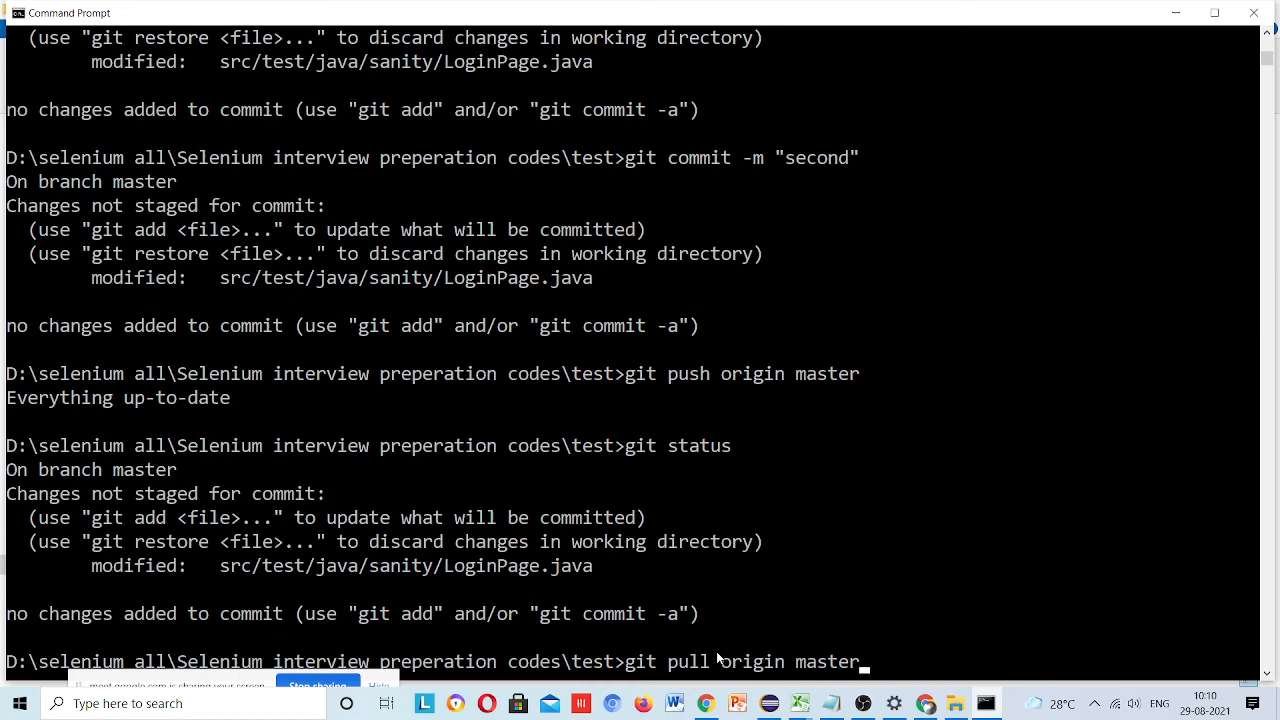 Command Prompt
(use "git restore <file>..." to discard changes in working directory)
modified: src/test/java/sanity/LoginPage.java
no changes added to commit (use "git add" and/or "git commit -a")
D:\selenium all\Selenium interview preperation codes\test>git commit -m "second"
On branch master
Changes not staged for commit:
(use "git add <file>..." to update what will be committed)
(use "git restore <file>..." to discard changes in working directory)
modified: src/test/java/sanity/LoginPage.java
no changes added to commit (use "git add" and/or "git commit -a")
D:\selenium all\Selenium interview preperation codes\test>git push origin master
Everything up-to-date
D:\selenium all\Selenium interview preperation codes\test>git status
On branch master
Changes not staged for commit:
(use "git add <file>..." to update what will be committed)
(use "git restore <file>..." to discard changes in working directory)
modified: src/test/java/sanity/LoginPage.java
no changes added to commit (use "git add" and/or "git commit -a")
D:\selenium all\Selenium interview preperation codes\test>git pull origin master
meet.google.com is sharing your screen. Stop sharing Hide
Type here to search
28°C
ENG
10:10
29-08-2021